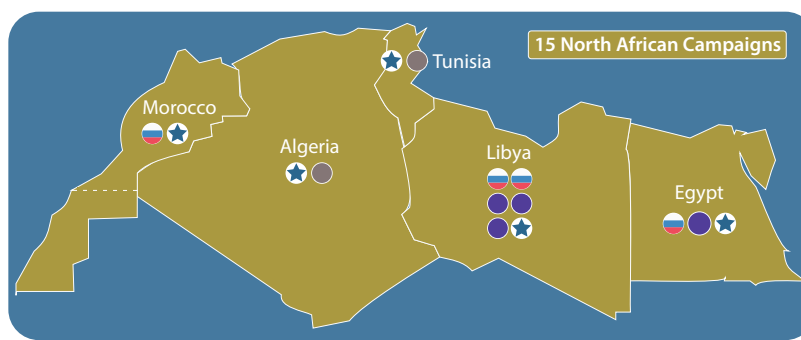 15 North African Campaigns
Tunisia
Morocco
Algeria
Libya
Egypt